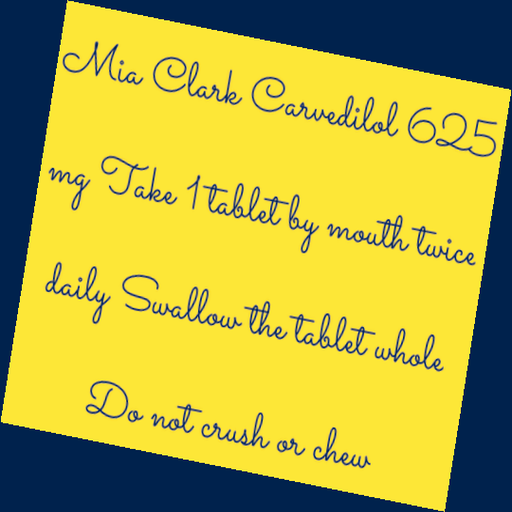 Mia Clark Carvedilol 625
mg Take 1 tablet by mouth twice
daily Swallow the tablet whole
Do not crush or chew